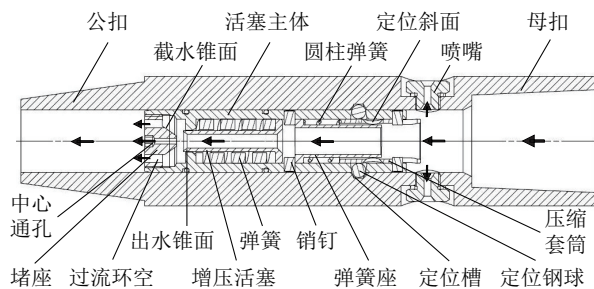 公扣
活塞主体
定位斜面
母扣
截水锥面
圆柱弹簧
喷嘴
中心
通孔
出水锥面
弹簧
销钉
压缩
套筒
堵座
过流环空
增压活塞
弹簧座
定位槽
定位钢球